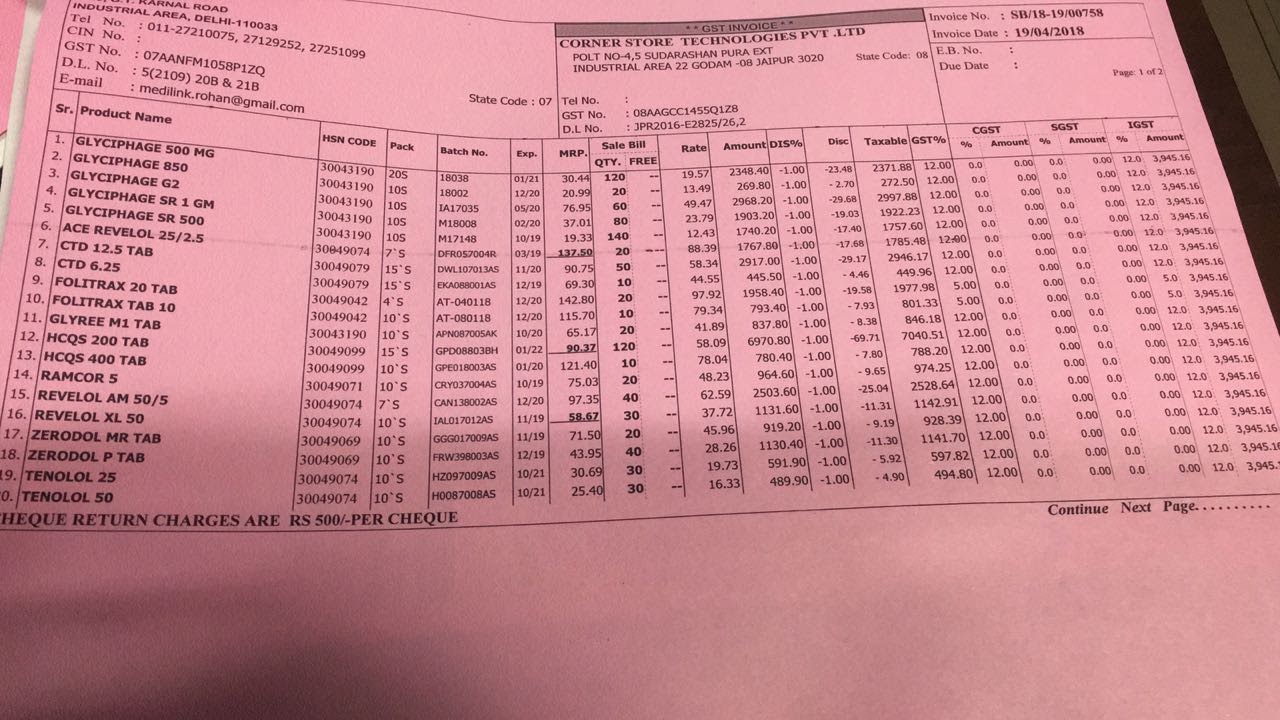 G.T. KARNAL ROAD
INDUSTRIAL AREA, DELHI-110033
Tel No. : 011-27210075, 27129252, 27251099
CIN No. :
GST No. : 07AANFM1058P1ZQ
D.L. No. : 5(2109) 20B & 21B
E-mail : medilink.rohan@gmail.com
State Code : 07
* * GST INVOICE * *
CORNER STORE TECHNOLOGIES PVT .LTD
POLT NO-4,5 SUDARASHAN PURA EXT
INDUSTRIAL AREA 22 GODAM -08 JAIPUR 3020 State Code: 08
Tel No. :
GST No. : 08AAGCC1455Q1Z8
D.L No. : JPR2016-E2825/26,2
Invoice No. : SB/18-19/00758
Invoice Date : 19/04/2018
E.B. No. :
Due Date :
Page: 1 of 2
Sr. Product Name HSN CODE Pack Batch No. Exp. MRP. Sale Bill QTY. FREE Rate Amount DIS% Disc Taxable GST% CGST % Amount SGST % Amount IGST % Amount
1. GLYCIPHAGE 500 MG 30043190 20S 18038 01/21 30.44 120 -- 19.57 2348.40 -1.00 -23.48 2371.88 12.00 0.0 0.00 0.0 0.00 12.0 3,945.16
2. GLYCIPHAGE 850 30043190 10S 18002 12/20 20.99 20 -- 13.49 269.80 -1.00 - 2.70 272.50 12.00 0.0 0.00 0.0 0.00 12.0 3,945.16
3. GLYCIPHAGE G2 30043190 10S IA17035 05/20 76.95 60 -- 49.47 2968.20 -1.00 -29.68 2997.88 12.00 0.0 0.00 0.0 0.00 12.0 3,945.16
4. GLYCIPHAGE SR 1 GM 30043190 10S M18008 02/20 37.01 80 -- 23.79 1903.20 -1.00 -19.03 1922.23 12.00 0.0 0.00 0.0 0.00 12.0 3,945.16
5. GLYCIPHAGE SR 500 30043190 10S M17148 10/19 19.33 140 -- 12.43 1740.20 -1.00 -17.40 1757.60 12.00 0.0 0.00 0.0 0.00 12.0 3,945.16
6. ACE REVELOL 25/2.5 30049074 7`S DFR057004R 03/19 137.50 20 --- 88.39 1767.80 -1.00 -17.68 1785.48 12.00 0.0 0.00 0.0 0.00 12.0 3,945.16
7. CTD 12.5 TAB 30049079 15`S DWL107013AS 11/20 90.75 50 -- 58.34 2917.00 -1.00 -29.17 2946.17 12.00 0.0 0.00 0.0 0.00 12.0 3,945.16
8. CTD 6.25 30049079 15`S EKA088001AS 12/19 69.30 10 -- 44.55 445.50 -1.00 - 4.46 449.96 12.00 0.0 0.00 0.0 0.00 12.0 3,945.16
9. FOLITRAX 20 TAB 30049042 4`S AT-040118 12/20 142.80 20 -- 97.92 1958.40 -1.00 -19.58 1977.98 5.00 0.0 0.00 0.0 0.00 5.0 3,945.16
10. FOLITRAX TAB 10 30049042 10`S AT-080118 12/20 115.70 10 -- 79.34 793.40 -1.00 - 7.93 801.33 5.00 0.0 0.00 0.0 0.00 5.0 3,945.16
11. GLYREE M1 TAB 30043190 10`S APN087005AK 10/20 65.17 20 -- 41.89 837.80 -1.00 - 8.38 846.18 12.00 0.0 0.00 0.0 0.00 12.0 3,945.16
12. HCQS 200 TAB 30049099 15`S GPD08803BH 01/22 90.37 120 -- 58.09 6970.80 -1.00 -69.71 7040.51 12.00 0.0 0.00 0.0 0.00 12.0 3,945.16
13. HCQS 400 TAB 30049099 10`S GPE018003AS 01/20 121.40 10 -- 78.04 780.40 -1.00 - 7.80 788.20 12.00 0.0 0.00 0.0 0.00 12.0 3,945.16
14. RAMCOR 5 30049071 10`S CRY037004AS 10/19 75.03 20 -- 48.23 964.60 -1.00 - 9.65 974.25 12.00 0.0 0.00 0.0 0.00 12.0 3,945.16
15. REVELOL AM 50/5 30049074 7`S CAN138002AS 12/20 97.35 40 -- 62.59 2503.60 -1.00 -25.04 2528.64 12.00 0.0 0.00 0.0 0.00 12.0 3,945.16
16. REVELOL XL 50 30049074 10`S IAL017012AS 11/19 58.67 30 -- 37.72 1131.60 -1.00 -11.31 1142.91 12.00 0.0 0.00 0.0 0.00 12.0 3,945.16
17. ZERODOL MR TAB 30049069 10`S GGG017009AS 11/19 71.50 20 -- 45.96 919.20 -1.00 - 9.19 928.39 12.00 0.0 0.00 0.0 0.00 12.0 3,945.16
18. ZERODOL P TAB 30049069 10`S FRW398003AS 12/19 43.95 40 -- 28.26 1130.40 -1.00 -11.30 1141.70 12.00 0.0 0.00 0.0 0.00 12.0 3,945.16
19. TENOLOL 25 30049074 10`S HZ097009AS 10/21 30.69 30 -- 19.73 591.90 -1.00 - 5.92 597.82 12.00 0.0 0.00 0.0 0.00 12.0 3,945.16
0. TENOLOL 50 30049074 10`S H0087008AS 10/21 25.40 30 -- 16.33 489.90 -1.00 - 4.90 494.80 12.00 0.0 0.00 0.0 0.00 12.0 3,945.16
HEQUE RETURN CHARGES ARE RS 500/-PER CHEQUE
Continue Next Page..........